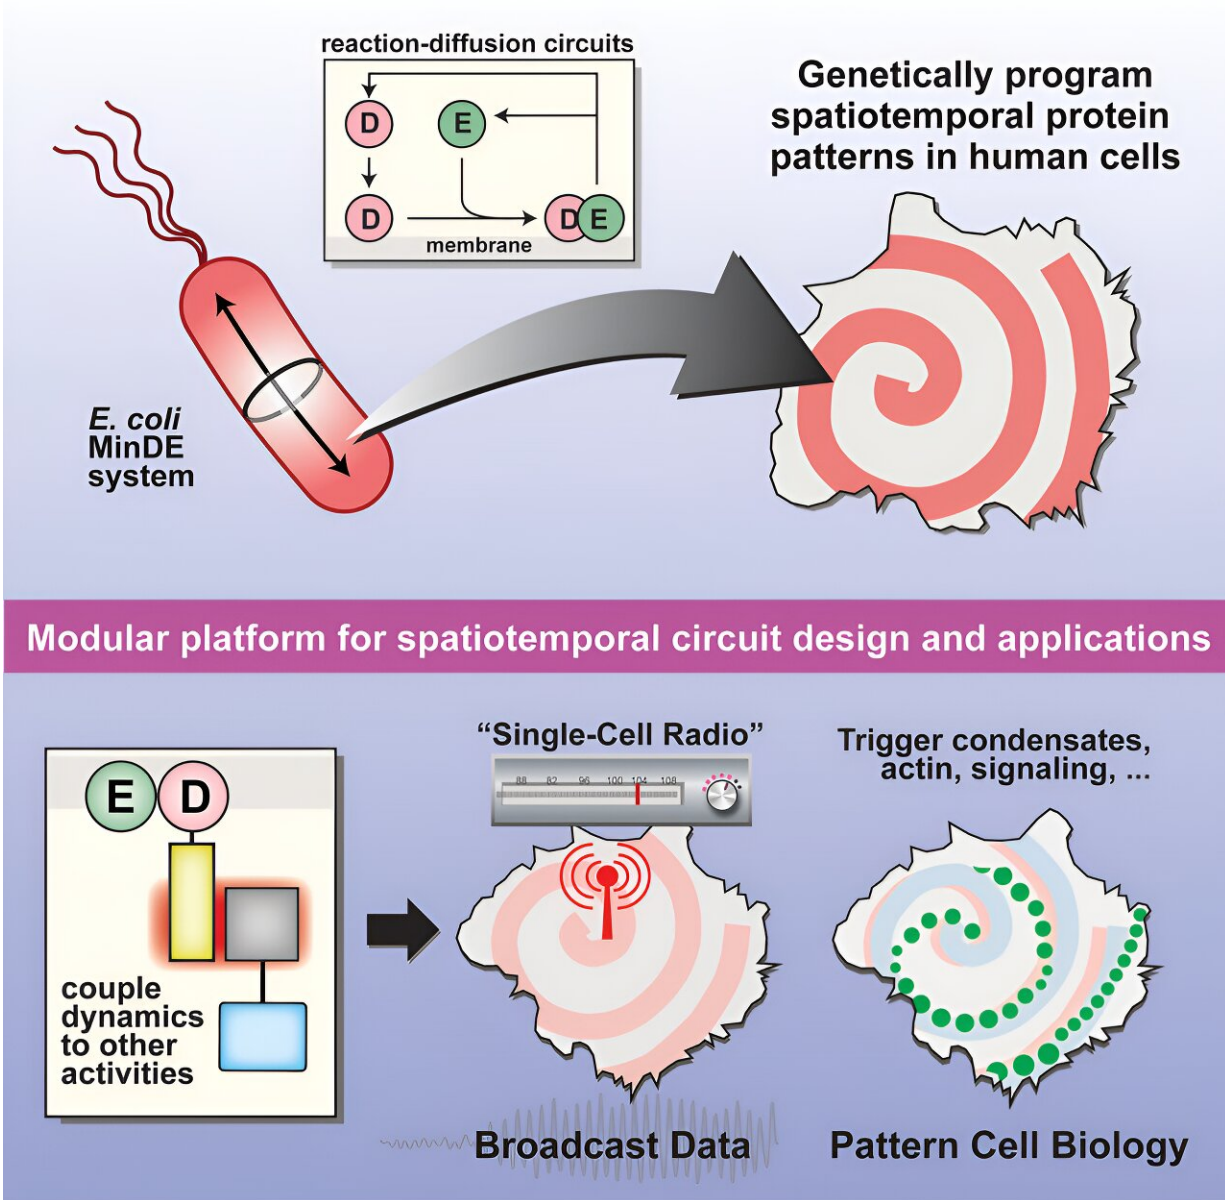 reaction-diffusion circuits
D
E
D
D E
membrane
Genetically program
spatiotemporal protein
patterns in human cells
E. coli
MinDE
system
Modular platform for spatiotemporal circuit design and applications
E D
couple
dynamics
to other
activities
“Single-Cell Radio”
88 82 96 100 104 108
Broadcast Data
Trigger condensates,
actin, signaling, ...
Pattern Cell Biology